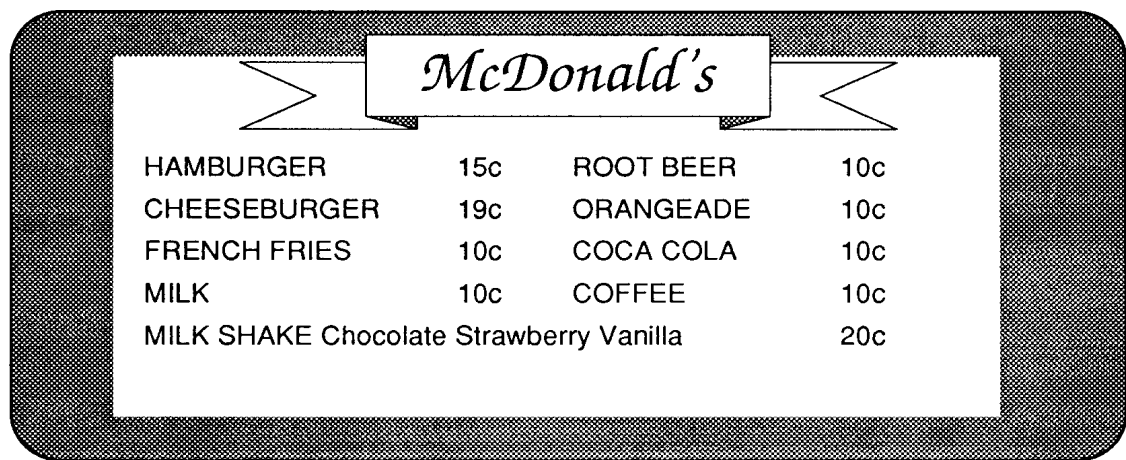 McDonald's
HAMBURGER 15c ROOT BEER 10c
CHEESEBURGER 19c ORANGEADE 10c
FRENCH FRIES 10c COCA COLA 10c
MILK 10c COFFEE 10c
MILK SHAKE Chocolate Strawberry Vanilla 20c